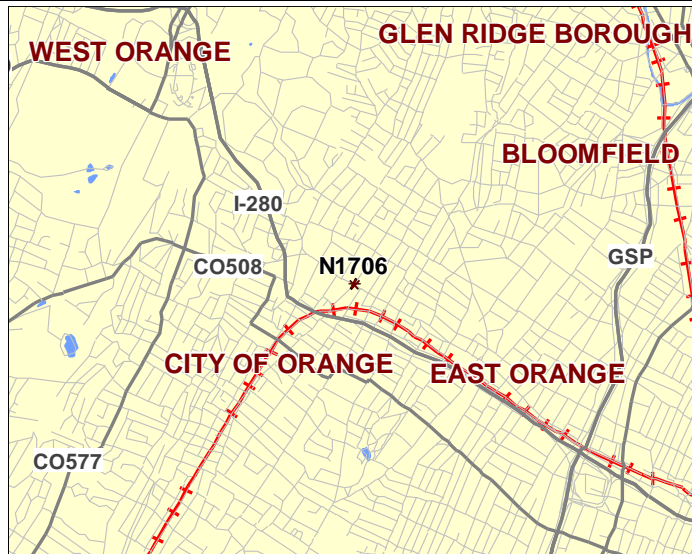 GLEN RIDGE BOROUGH
WEST ORANGE
BLOOMFIELD
I-280
GSP
CO508
N1706
CITY OF ORANGE
EAST ORANGE
CO577